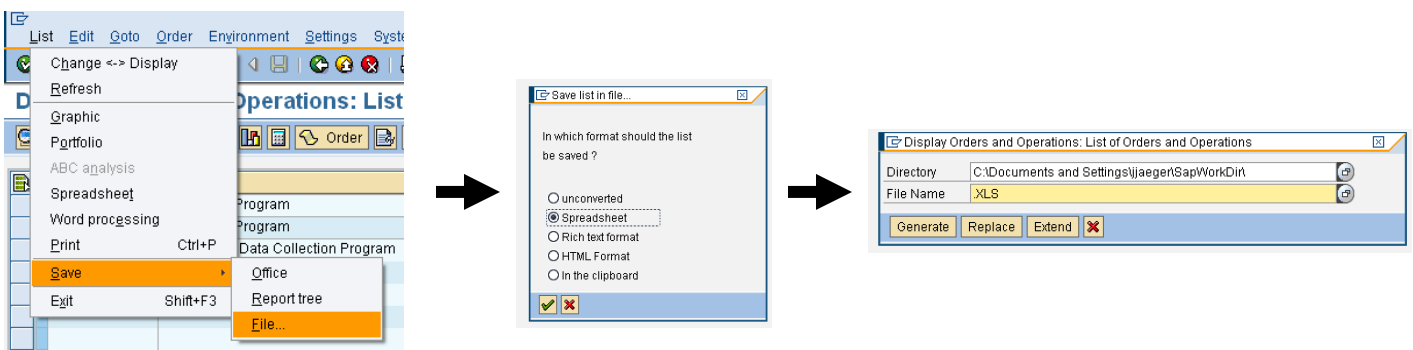 List Edit Goto Order Environment Settings Syste
Change <-> Display
Refresh
D
Operations: List
Graphic
Portfolio
Order
ABC analysis
Spreadsheet
Program
Word processing
Program
Print Ctrl+P
Data Collection Program
Save
Office
Exit Shift+F3
Report tree
File...
Save list in file...
In which format should the list
be saved ?
unconverted
Spreadsheet
Rich text format
HTML Format
In the clipboard
Display Orders and Operations: List of Orders and Operations
Directory C:\Documents and Settings\jjaeger\SapWorkDir\
File Name .XLS
Generate Replace Extend